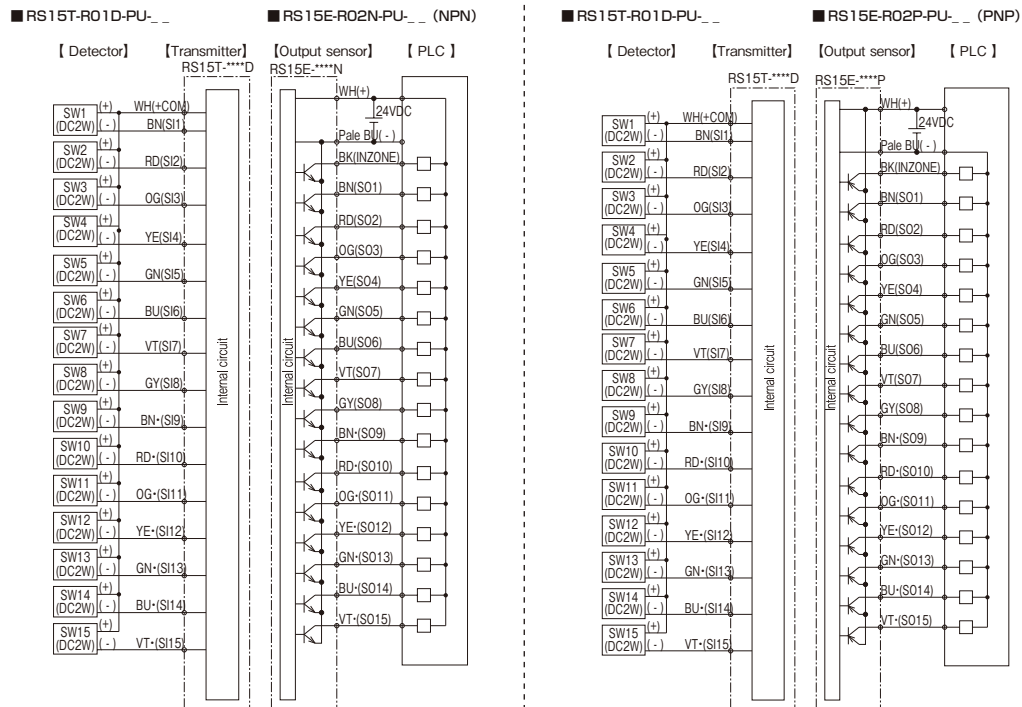 ■RS15T-R01D-PU-_ _
■RS15E-R02N-PU-_ _ (NPN)
【 Detector】
【Transmitter】
【Output sensor】
【 PLC 】
RS15T-****D
RS15E-****N
SW1 (+) WH(+COM)
(DC2W) ( - ) BN(SI1)
SW2 (+)
(DC2W) ( - ) RD(SI2)
SW3 (+)
(DC2W) ( - ) OG(SI3)
SW4 (+)
(DC2W) ( - ) YE(SI4)
SW5 (+)
(DC2W) ( - ) GN(SI5)
SW6 (+)
(DC2W) ( - ) BU(SI6)
SW7 (+)
(DC2W) ( - ) VT(SI7)
SW8 (+)
(DC2W) ( - ) GY(SI8)
SW9 (+)
(DC2W) ( - ) BN•(SI9)
SW10 (+)
(DC2W) ( - ) RD•(SI10)
SW11 (+)
(DC2W) ( - ) OG•(SI11)
SW12 (+)
(DC2W) ( - ) YE•(SI12)
SW13 (+)
(DC2W) ( - ) GN•(SI13)
SW14 (+)
(DC2W) ( - ) BU•(SI14)
SW15 (+)
(DC2W) ( - ) VT•(SI15)
Internal circuit
Internal circuit
WH(+)
24VDC
Pale BU( - )
BK(INZONE)
BN(SO1)
RD(SO2)
OG(SO3)
YE(SO4)
GN(SO5)
BU(SO6)
VT(SO7)
GY(SO8)
BN•(SO9)
RD•(SO10)
OG•(SO11)
YE•(SO12)
GN•(SO13)
BU•(SO14)
VT•(SO15)
■RS15T-R01D-PU-_ _
■RS15E-R02P-PU-_ _ (PNP)
【 Detector】
【Transmitter】
【Output sensor】
【 PLC 】
RS15T-****D
RS15E-****P
SW1 (+) WH(+COM)
(DC2W) ( - ) BN(SI1)
SW2 (+)
(DC2W) ( - ) RD(SI2)
SW3 (+)
(DC2W) ( - ) OG(SI3)
SW4 (+)
(DC2W) ( - ) YE(SI4)
SW5 (+)
(DC2W) ( - ) GN(SI5)
SW6 (+)
(DC2W) ( - ) BU(SI6)
SW7 (+)
(DC2W) ( - ) VT(SI7)
SW8 (+)
(DC2W) ( - ) GY(SI8)
SW9 (+)
(DC2W) ( - ) BN•(SI9)
SW10 (+)
(DC2W) ( - ) RD•(SI10)
SW11 (+)
(DC2W) ( - ) OG•(SI11)
SW12 (+)
(DC2W) ( - ) YE•(SI12)
SW13 (+)
(DC2W) ( - ) GN•(SI13)
SW14 (+)
(DC2W) ( - ) BU•(SI14)
SW15 (+)
(DC2W) ( - ) VT•(SI15)
Internal circuit
Internal circuit
WH(+)
24VDC
Pale BU( - )
BK(INZONE)
BN(SO1)
RD(SO2)
OG(SO3)
YE(SO4)
GN(SO5)
BU(SO6)
VT(SO7)
GY(SO8)
BN•(SO9)
RD•(SO10)
OG•(SO11)
YE•(SO12)
GN•(SO13)
BU•(SO14)
VT•(SO15)